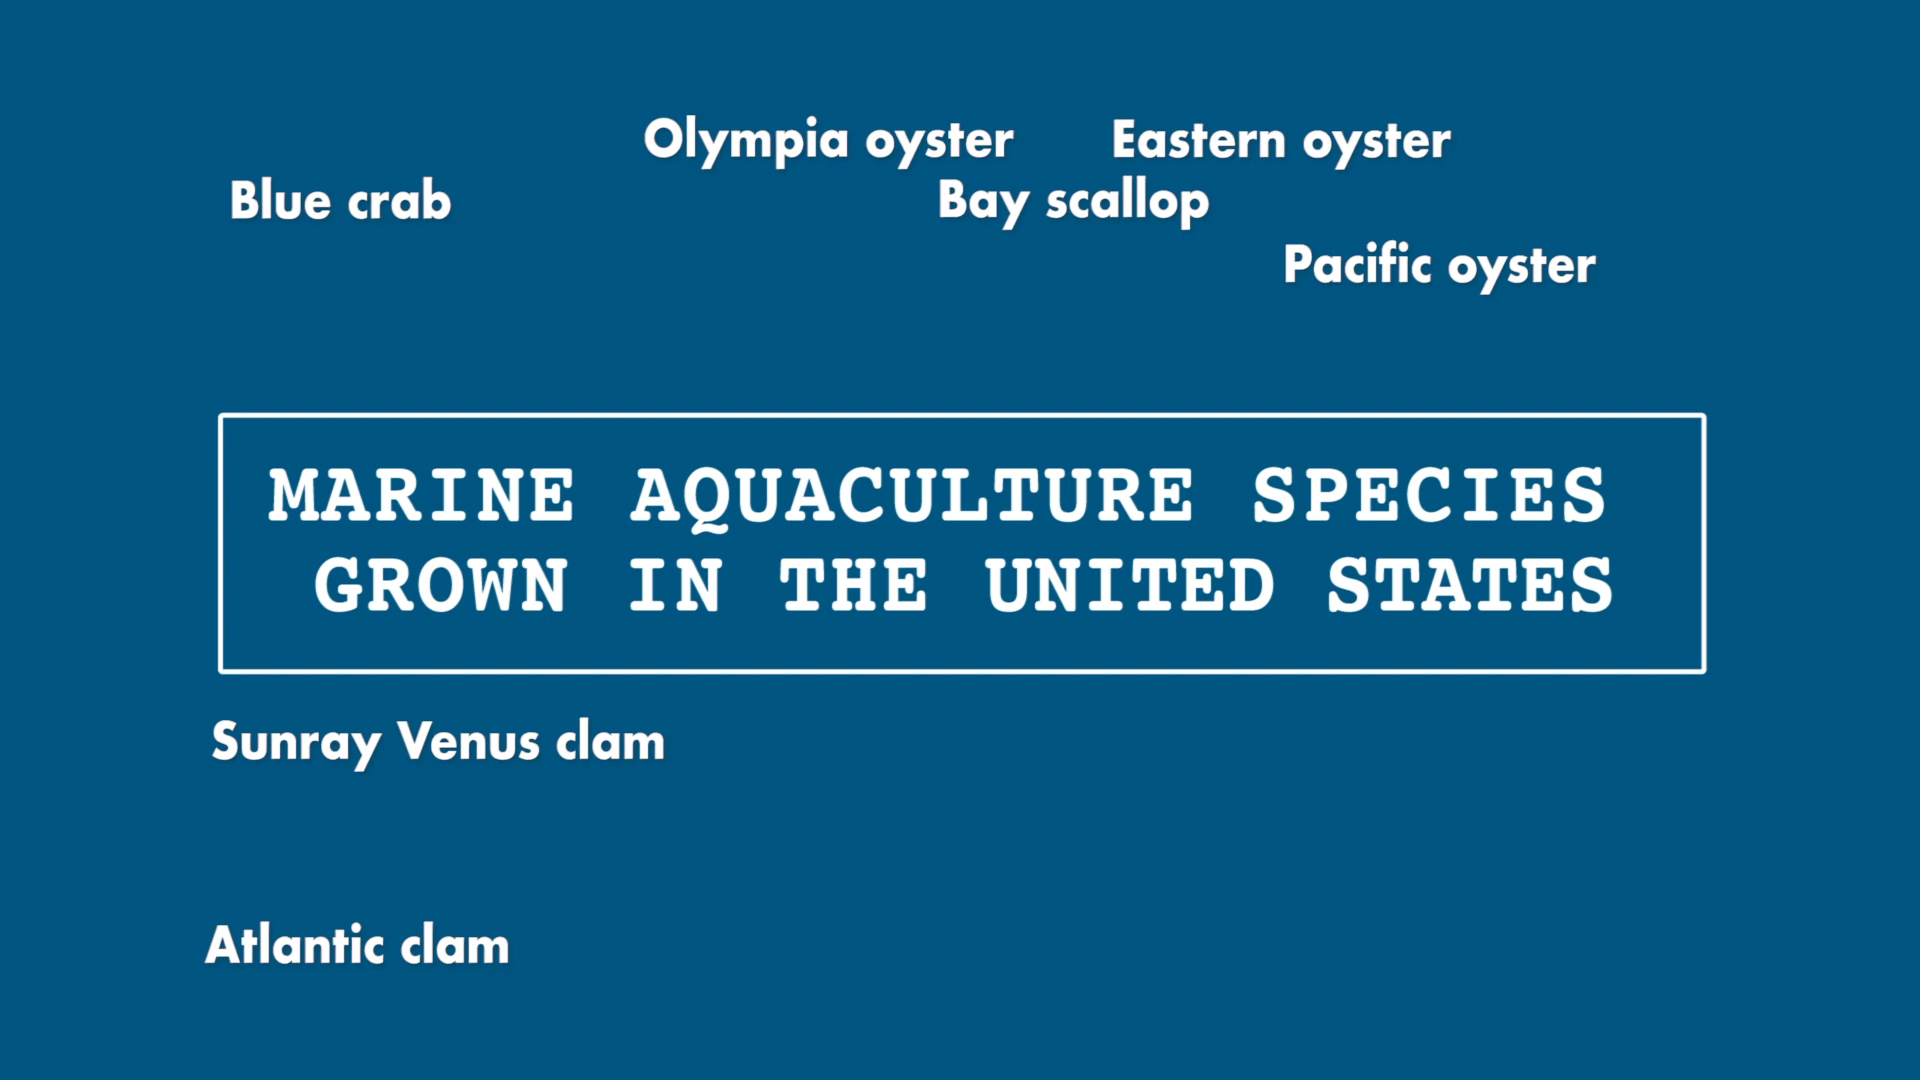 Olympia oyster
Eastern oyster
Blue crab
Bay scallop
Pacific oyster
MARINE AQUACULTURE SPECIES
GROWN IN THE UNITED STATES
Sunray Venus clam
Atlantic clam